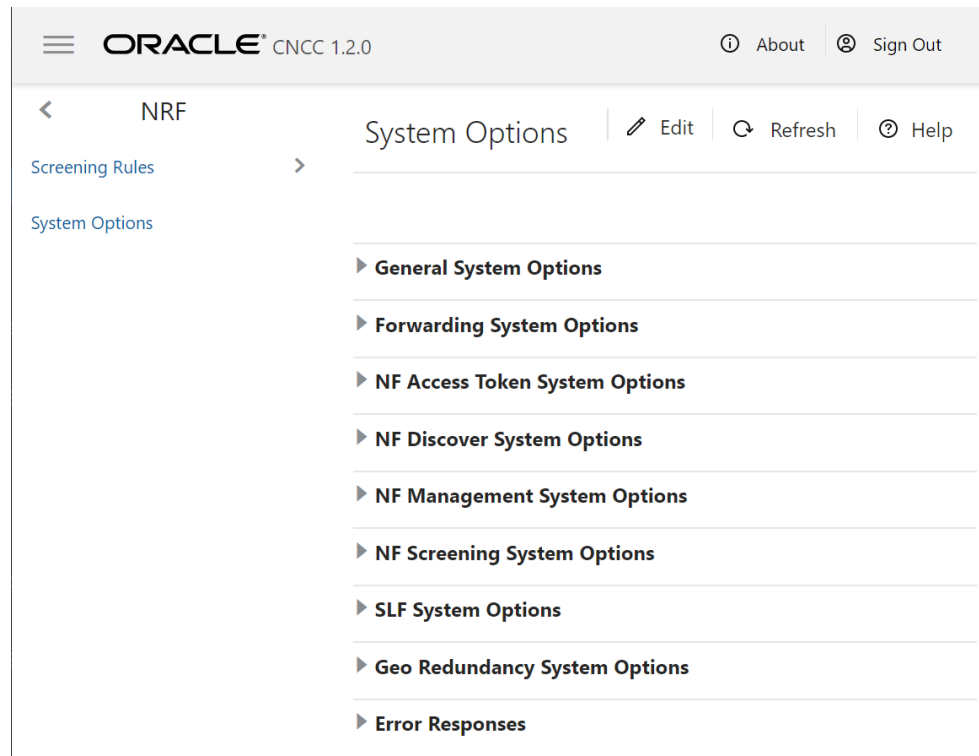 ORACLE® CNCC 1.2.0
About
Sign Out
NRF
Screening Rules
System Options
System Options
Edit
Refresh
Help
General System Options
Forwarding System Options
NF Access Token System Options
NF Discover System Options
NF Management System Options
NF Screening System Options
SLF System Options
Geo Redundancy System Options
Error Responses